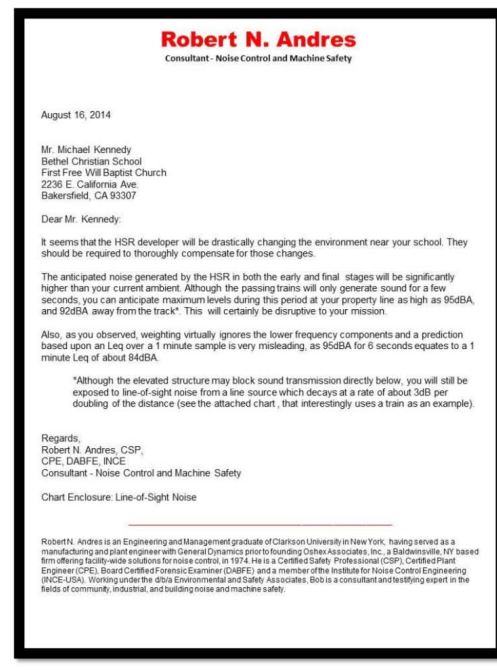 Robert N. Andres
Consultant - Noise Control and Machine Safety
August 16, 2014
Mr. Michael Kennedy
Bethel Christian School
First Free Will Baptist Church
2236 E. California Ave.
Bakersfield, CA 93307
Dear Mr. Kennedy:
It seems that the HSR developer will be drastically changing the environment near your school. They
should be required to thoroughly compensate for those changes.
The anticipated noise generated by the HSR in both the early and final stages will be significantly
higher than your current ambient. Although the passing trains will only generate sound for a few
seconds, you can anticipate maximum levels during this period at your property line as high as 95dBA,
and 92dBA away from the track*. This will certainly be disruptive to your mission.
Also, as you observed, weighting virtually ignores the lower frequency components and a prediction
based upon an Leq over a 1 minute sample is very misleading, as 95dBA for 6 seconds equates to a 1
minute Leq of about 84dBA.
*Although the elevated structure may block sound transmission directly below, you will still be
exposed to line-of-sight noise from a line source which decays at a rate of about 3dB per
doubling of the distance (see the attached chart , that interestingly uses a train as an example).
Regards,
Robert N. Andres, CSP,
CPE, DABFE, INCE
Consultant - Noise Control and Machine Safety
Chart Enclosure: Line-of-Sight Noise
Robert N. Andres is an Engineering and Management graduate of Clarkson University in New York, having served as a
manufacturing and plant engineer with General Dynamics prior to founding Oshex Associates, Inc., a Baldwinsville, NY based
firm offering facility-wide solutions for noise control, in 1974. He is a Certified Safety Professional (CSP), Certified Plant
Engineer (CPE), Board Certified Forensic Examiner (DABFE) and a member of the Institute for Noise Control Engineering
(INCE-USA). Working under the d/b/a Environmental and Safety Associates, Bob is a consultant and testifying expert in the
fields of community, industrial, and building noise and machine safety.